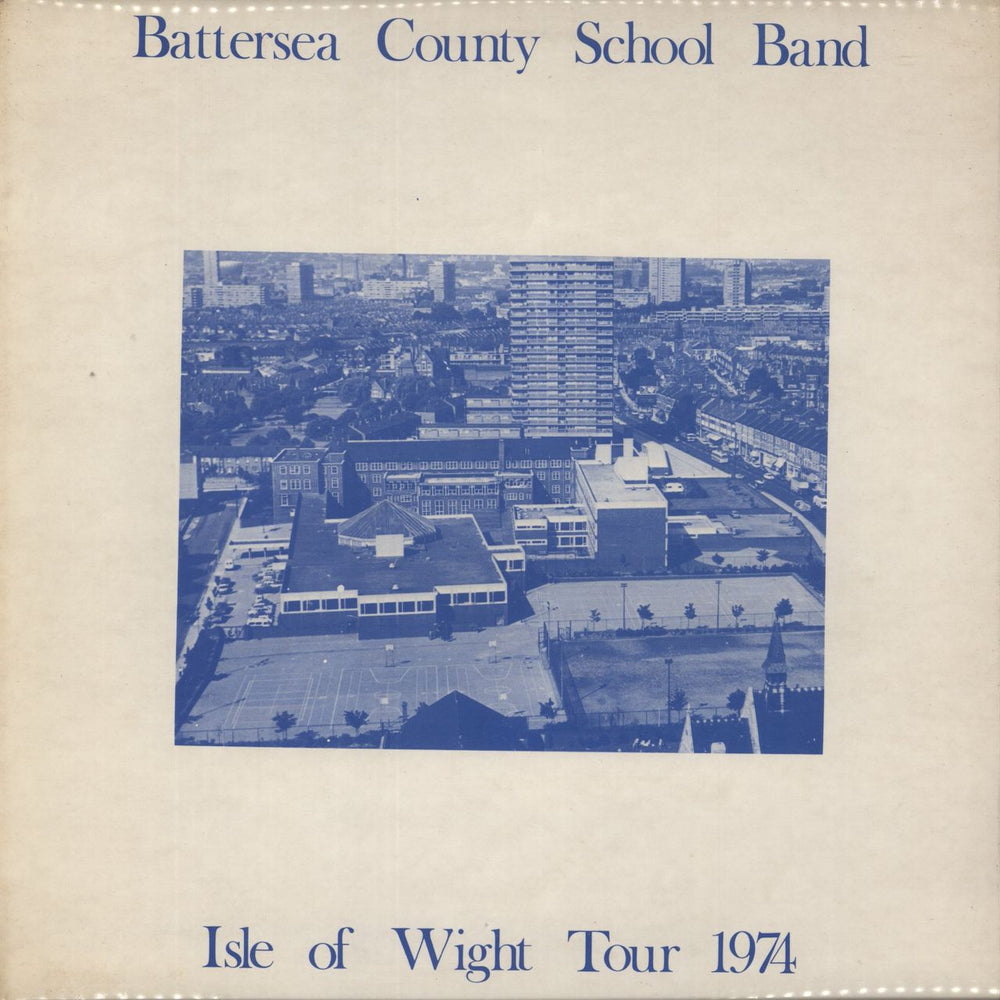 Battersea County School Band
Isle of Wight Tour 1974